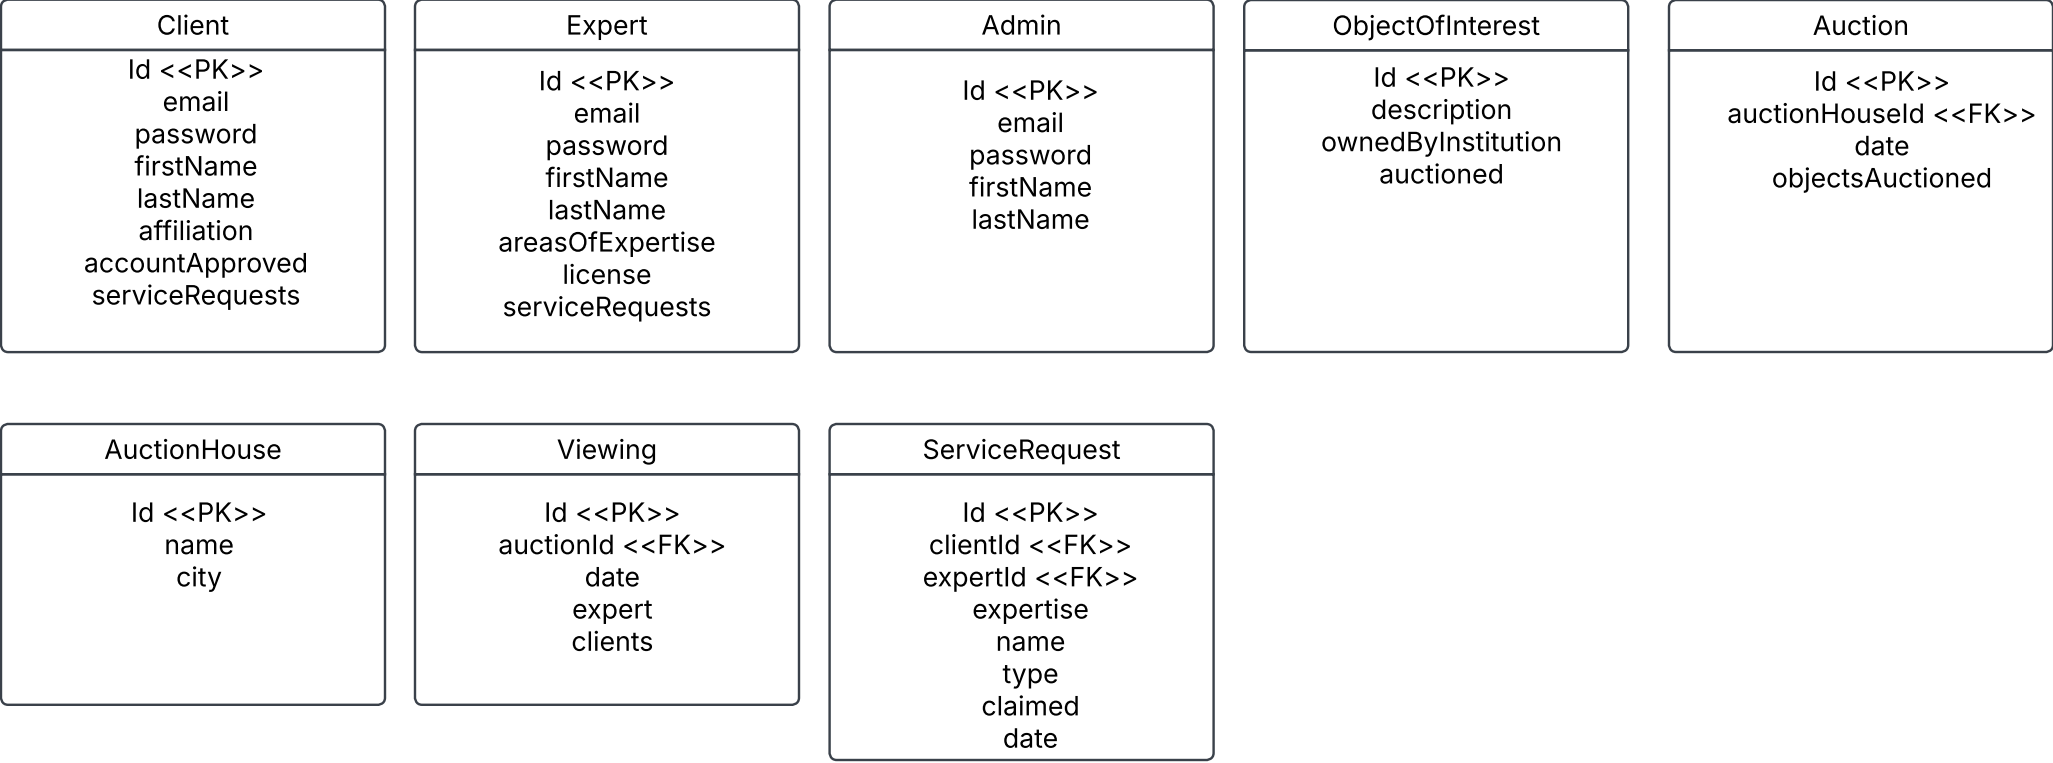 Client
Id <<PK>>
email
password
firstName
lastName
affiliation
accountApproved
serviceRequests
Expert
Id <<PK>>
email
password
firstName
lastName
areasOfExpertise
license
serviceRequests
Admin
Id <<PK>>
email
password
firstName
lastName
ObjectOfInterest
Id <<PK>>
description
ownedByInstitution
auctioned
Auction
Id <<PK>>
auctionHouseId <<FK>>
date
objectsAuctioned
AuctionHouse
Id <<PK>>
name
city
Viewing
Id <<PK>>
auctionId <<FK>>
date
expert
clients
ServiceRequest
Id <<PK>>
clientId <<FK>>
expertId <<FK>>
expertise
name
type
claimed
date